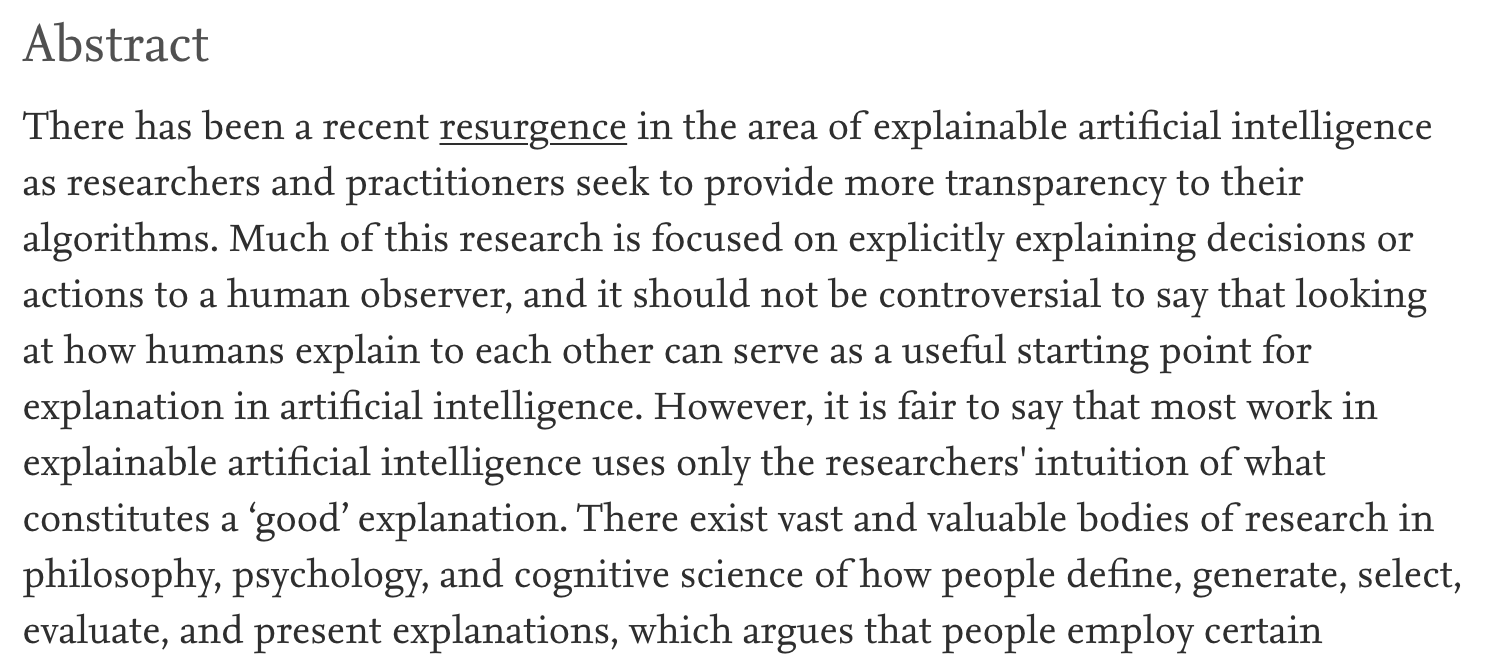 Abstract
There has been a recent resurgence in the area of explainable artificial intelligence
as researchers and practitioners seek to provide more transparency to their
algorithms. Much of this research is focused on explicitly explaining decisions or
actions to a human observer, and it should not be controversial to say that looking
at how humans explain to each other can serve as a useful starting point for
explanation in artificial intelligence. However, it is fair to say that most work in
explainable artificial intelligence uses only the researchers' intuition of what
constitutes a ‘good’ explanation. There exist vast and valuable bodies of research in
philosophy, psychology, and cognitive science of how people define, generate, select,
evaluate, and present explanations, which argues that people employ certain